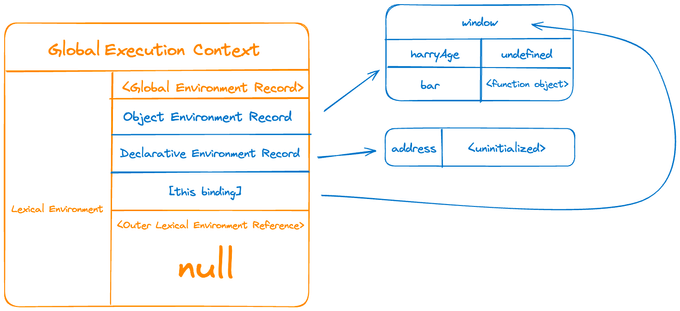 Global Execution Context
Lexical Environment
<Global Environment Record>
Object Environment Record
Declarative Environment Record
[this binding]
<Outer Lexical Environment Reference>
null
window
harryAge undefined
bar <function object>
address <uninitialized>